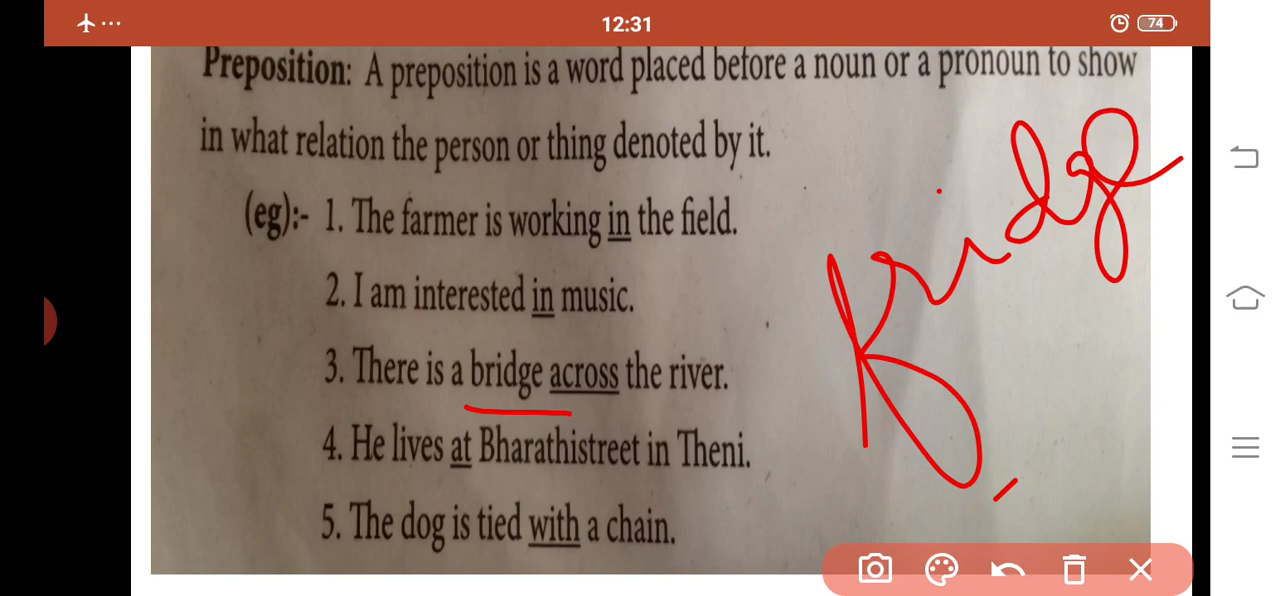 12:31
74
Preposition: A preposition is a word placed before a noun or a pronoun to show
in what relation the person or thing denoted by it.
(eg):- 1. The farmer is working in the field.
2. I am interested in music.
3. There is a bridge across the river.
4. He lives at Bharathistreet in Theni.
5. The dog is tied with a chain.
Bridge